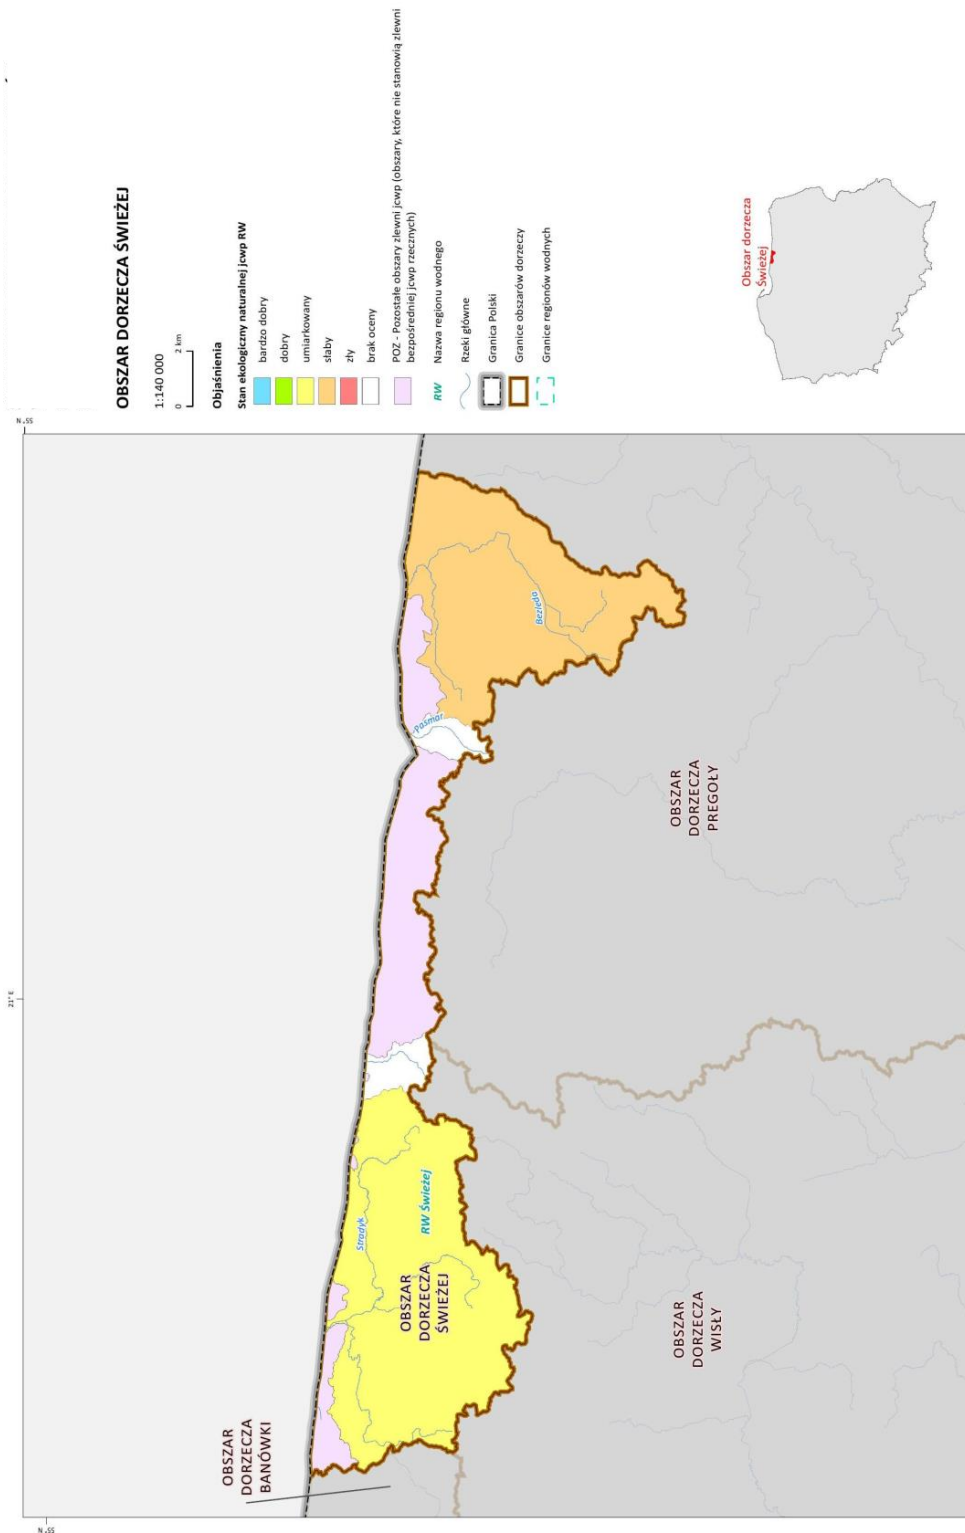 OBSZAR DORZECZA ŚWIEŻEJ
1:140 000
0
2 km
Objaśnienia
Stan ekologiczny naturalnej jcwp RW
bardzo dobry
dobry
umiarkowany
słaby
zły
brak oceny
POZ - Pozostałe obszary zlewni jcwp (obszary, które nie stanowią zlewni
bezpośredniej jcwp rzecznych)
RW Nazwa regionu wodnego
Rzeki główne
Granica Polski
Granice obszarów dorzeczy
Granice regionów wodnych
Obszar dorzecza
Świeżej
21° E
OBSZAR
DORZECZA
BANÓWKI
Stradyk
RW Świeżej
OBSZAR
DORZECZA
ŚWIEŻEJ
Pasmar
Bezleda
OBSZAR
DORZECZA
PREGOŁY
OBSZAR
DORZECZA
WISŁY